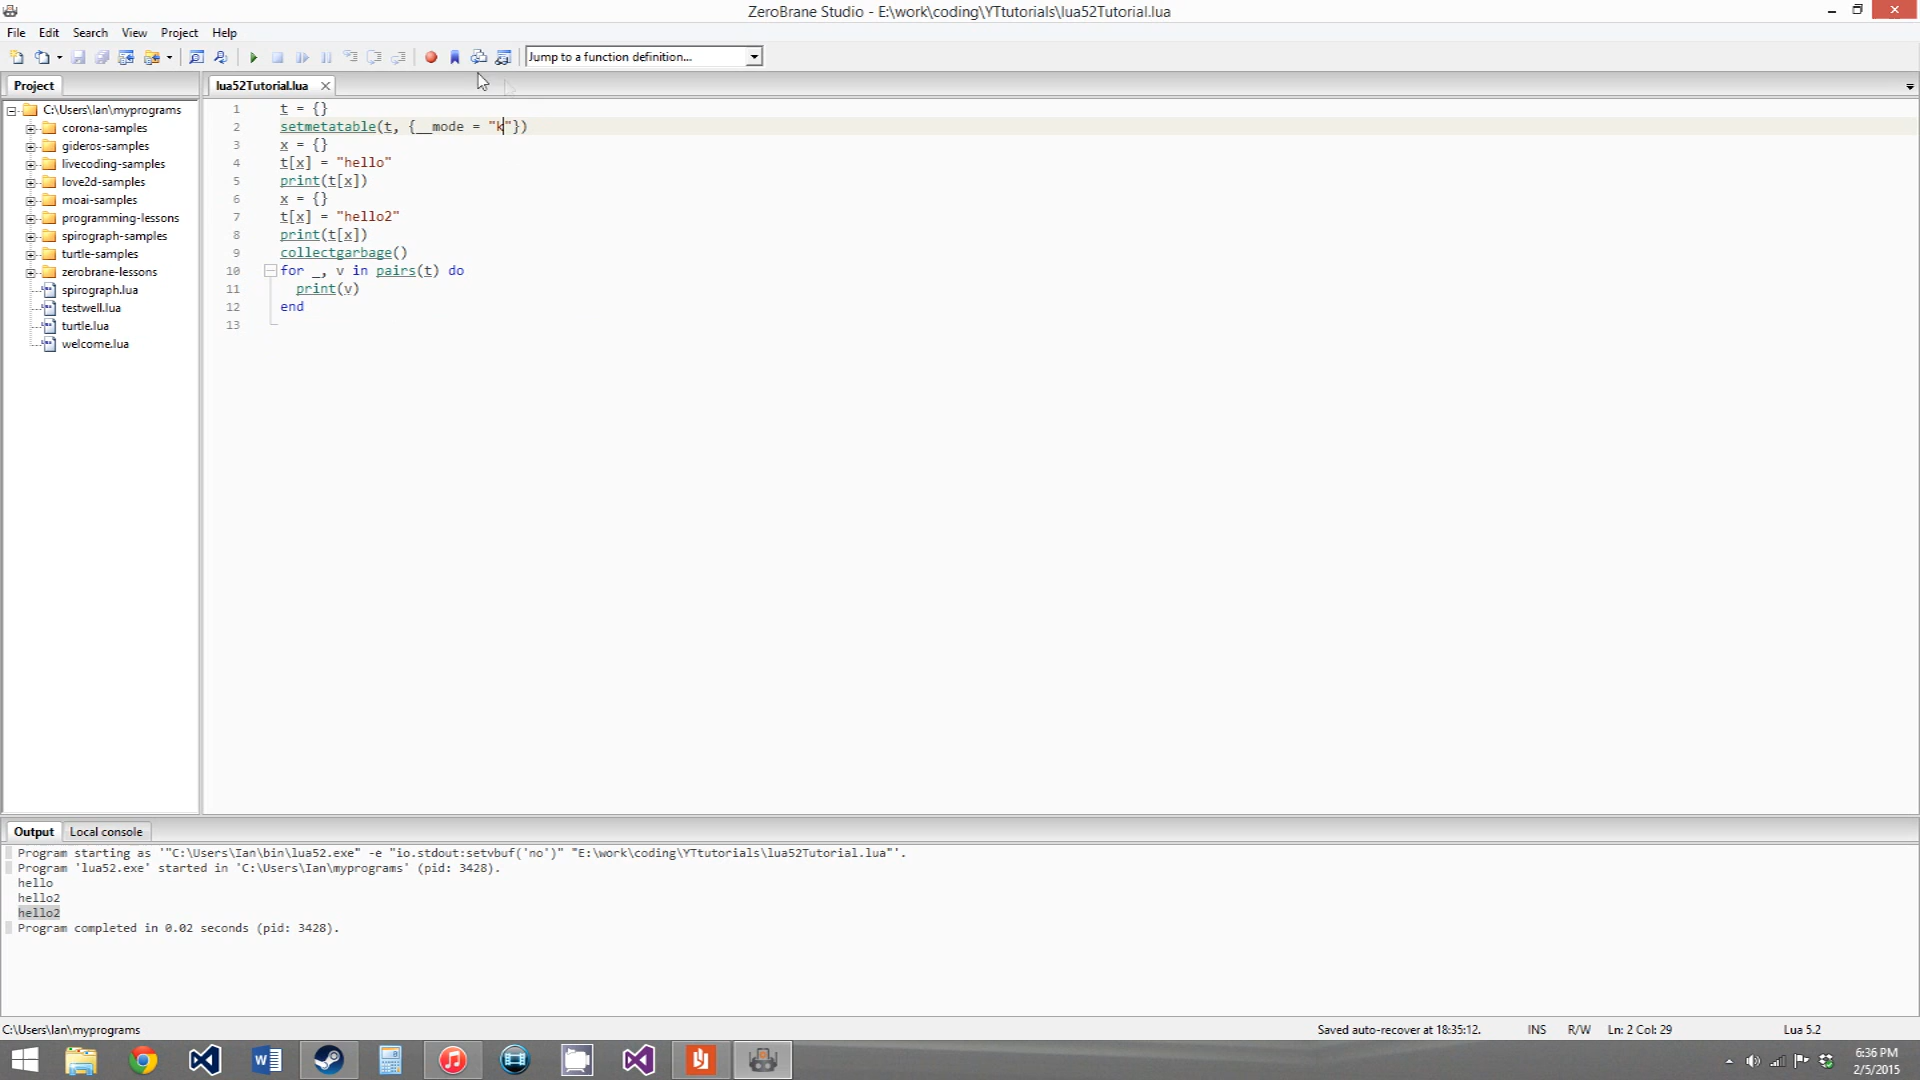 ZeroBrane Studio - E:\work\coding\YTtutorials\lua52Tutorial.lua
File Edit Search View Project Help
Jump to a function definition...
Project
lua52Tutorial.lua
C:\Users\Ian\myprograms
corona-samples
gideros-samples
livecoding-samples
love2d-samples
moai-samples
programming-lessons
spirograph-samples
turtle-samples
zerobrane-lessons
spirograph.lua
testwell.lua
turtle.lua
welcome.lua
1 t = {}
2 setmetatable(t, {__mode = "k"})
3 x = {}
4 t[x] = "hello"
5 print(t[x])
6 x = {}
7 t[x] = "hello2"
8 print(t[x])
9 collectgarbage()
10 for _, v in pairs(t) do
11 print(v)
12 end
13
Output Local console
Program starting as '"C:\Users\Ian\bin\lua52.exe" -e "io.stdout:setvbuf('no')" "E:\work\coding\YTtutorials\lua52Tutorial.lua"'.
Program 'lua52.exe' started in 'C:\Users\Ian\myprograms' (pid: 3428).
hello
hello2
hello2
Program completed in 0.02 seconds (pid: 3428).
C:\Users\Ian\myprograms Saved auto-recover at 18:35:12. INS R/W Ln: 2 Col: 29 Lua 5.2
6:36 PM
2/5/2015